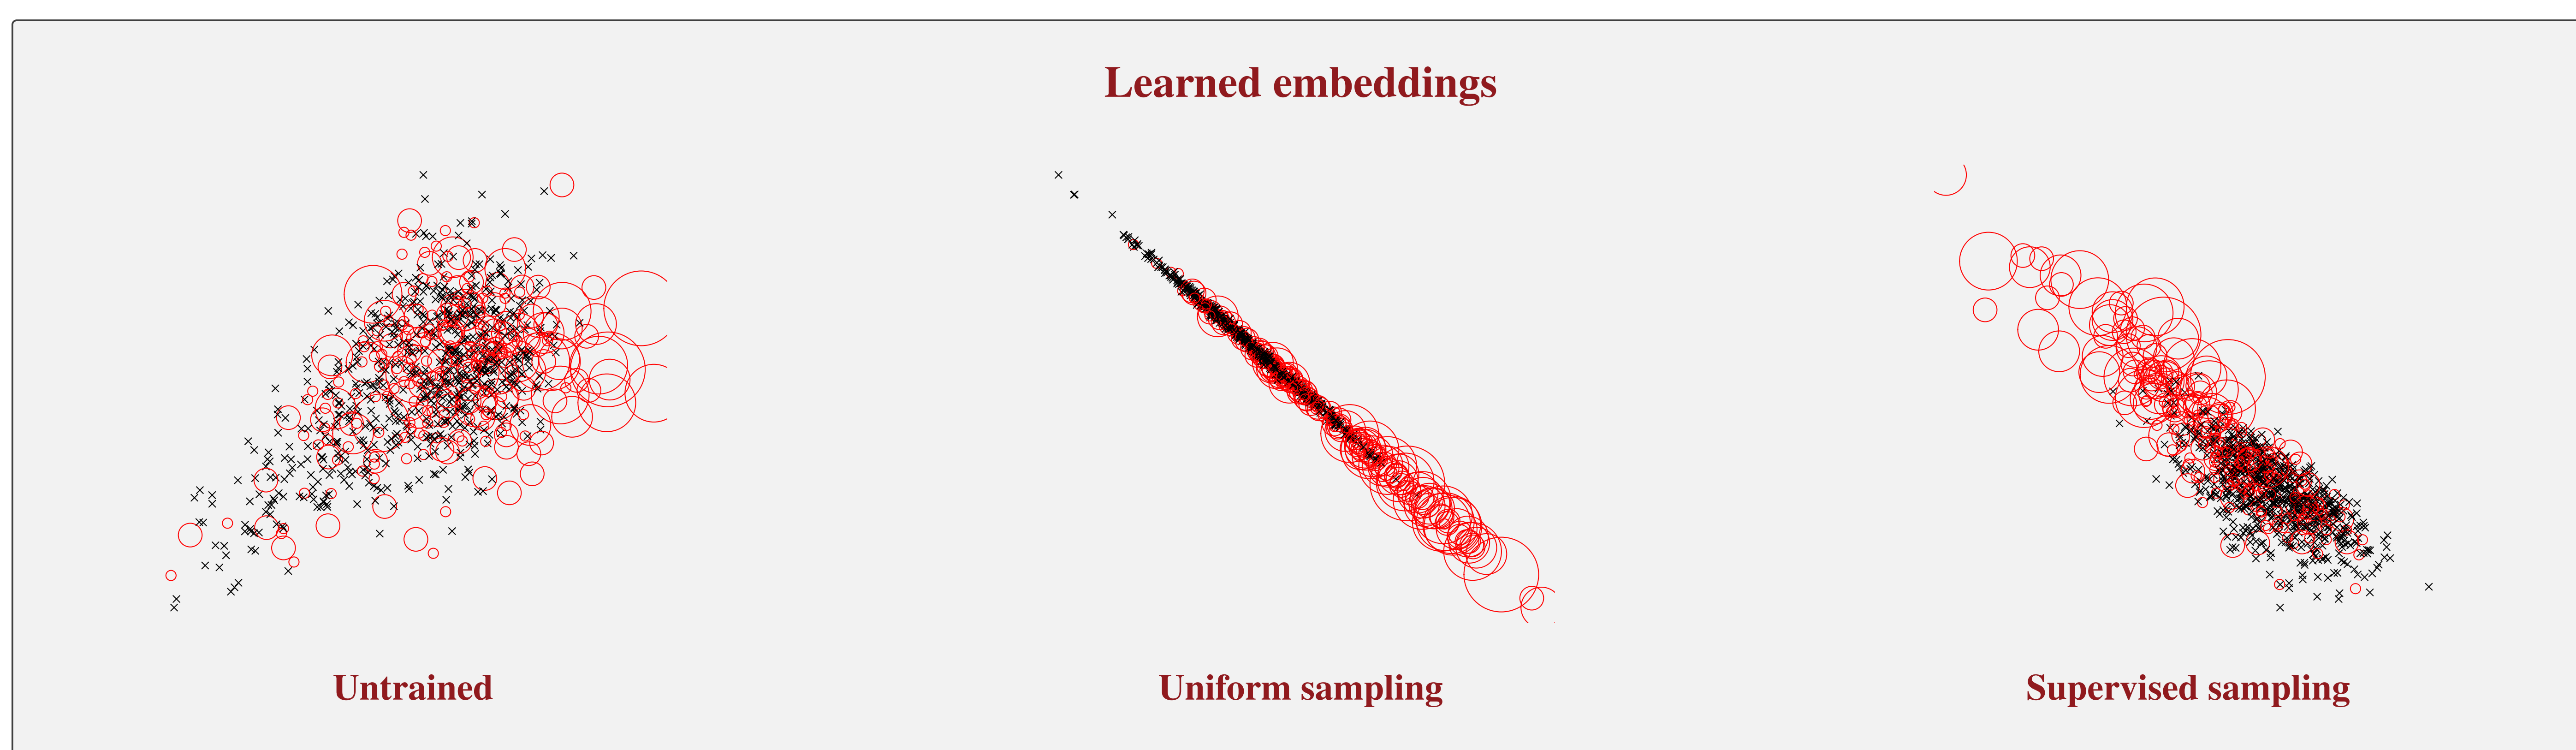 Learned embeddings
Untrained
Uniform sampling
Supervised sampling